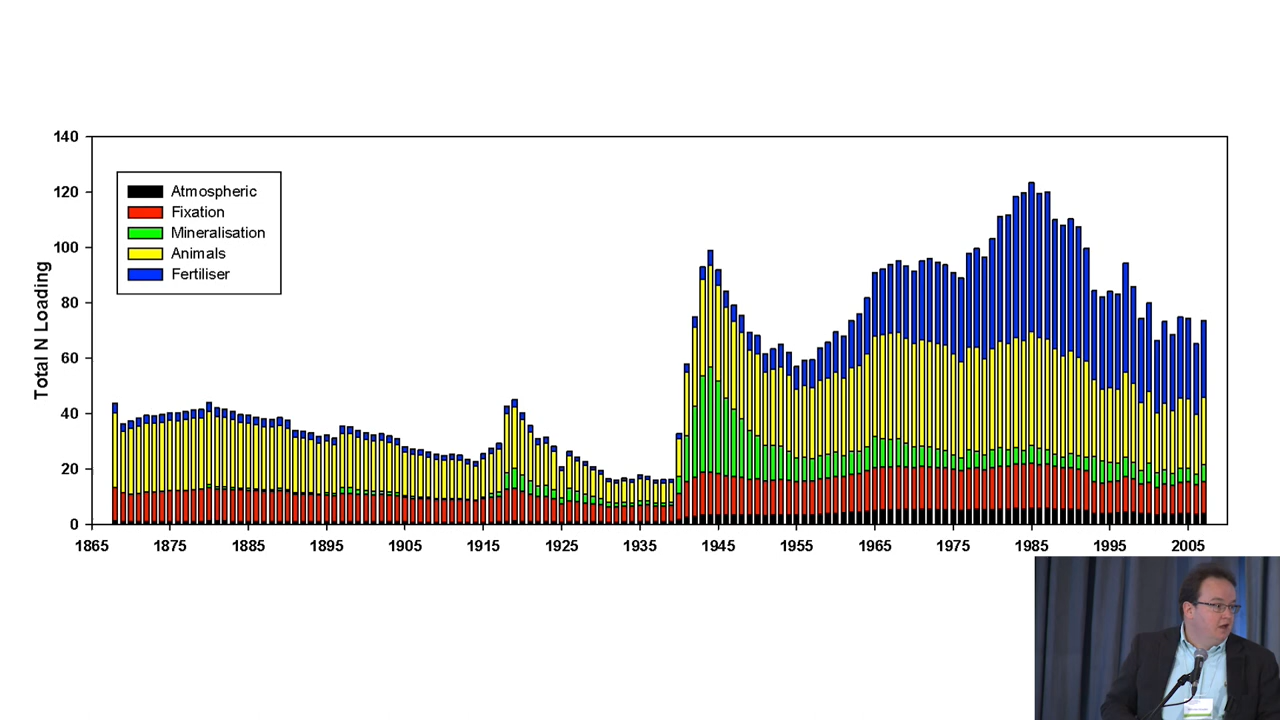 140
120
100
80
60
40
20
0
Total N Loading
Atmospheric
Fixation
Mineralisation
Animals
Fertiliser
1865 1875 1885 1895 1905 1915 1925 1935 1945 1955 1965 1975 1985 1995 2005